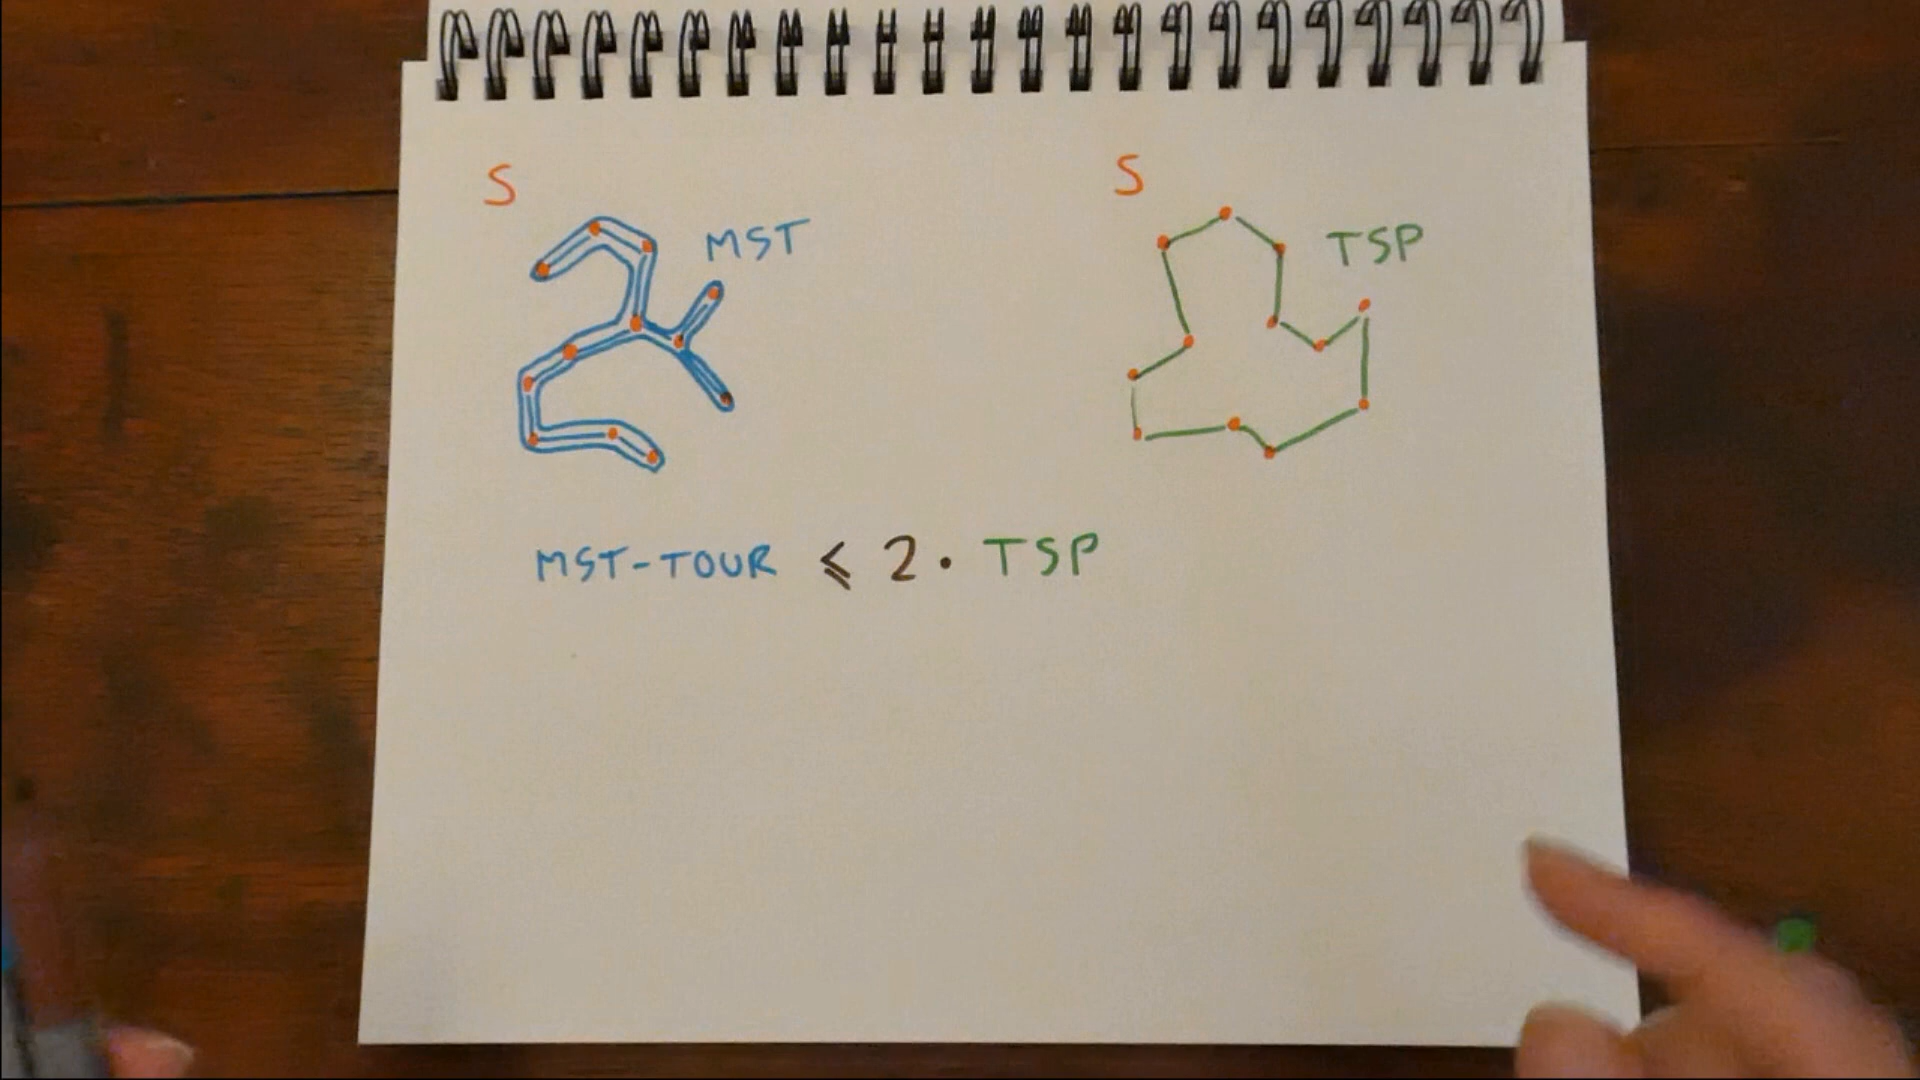 S
MST
S
TSP
MST-TOUR ≤ 2 · TSP